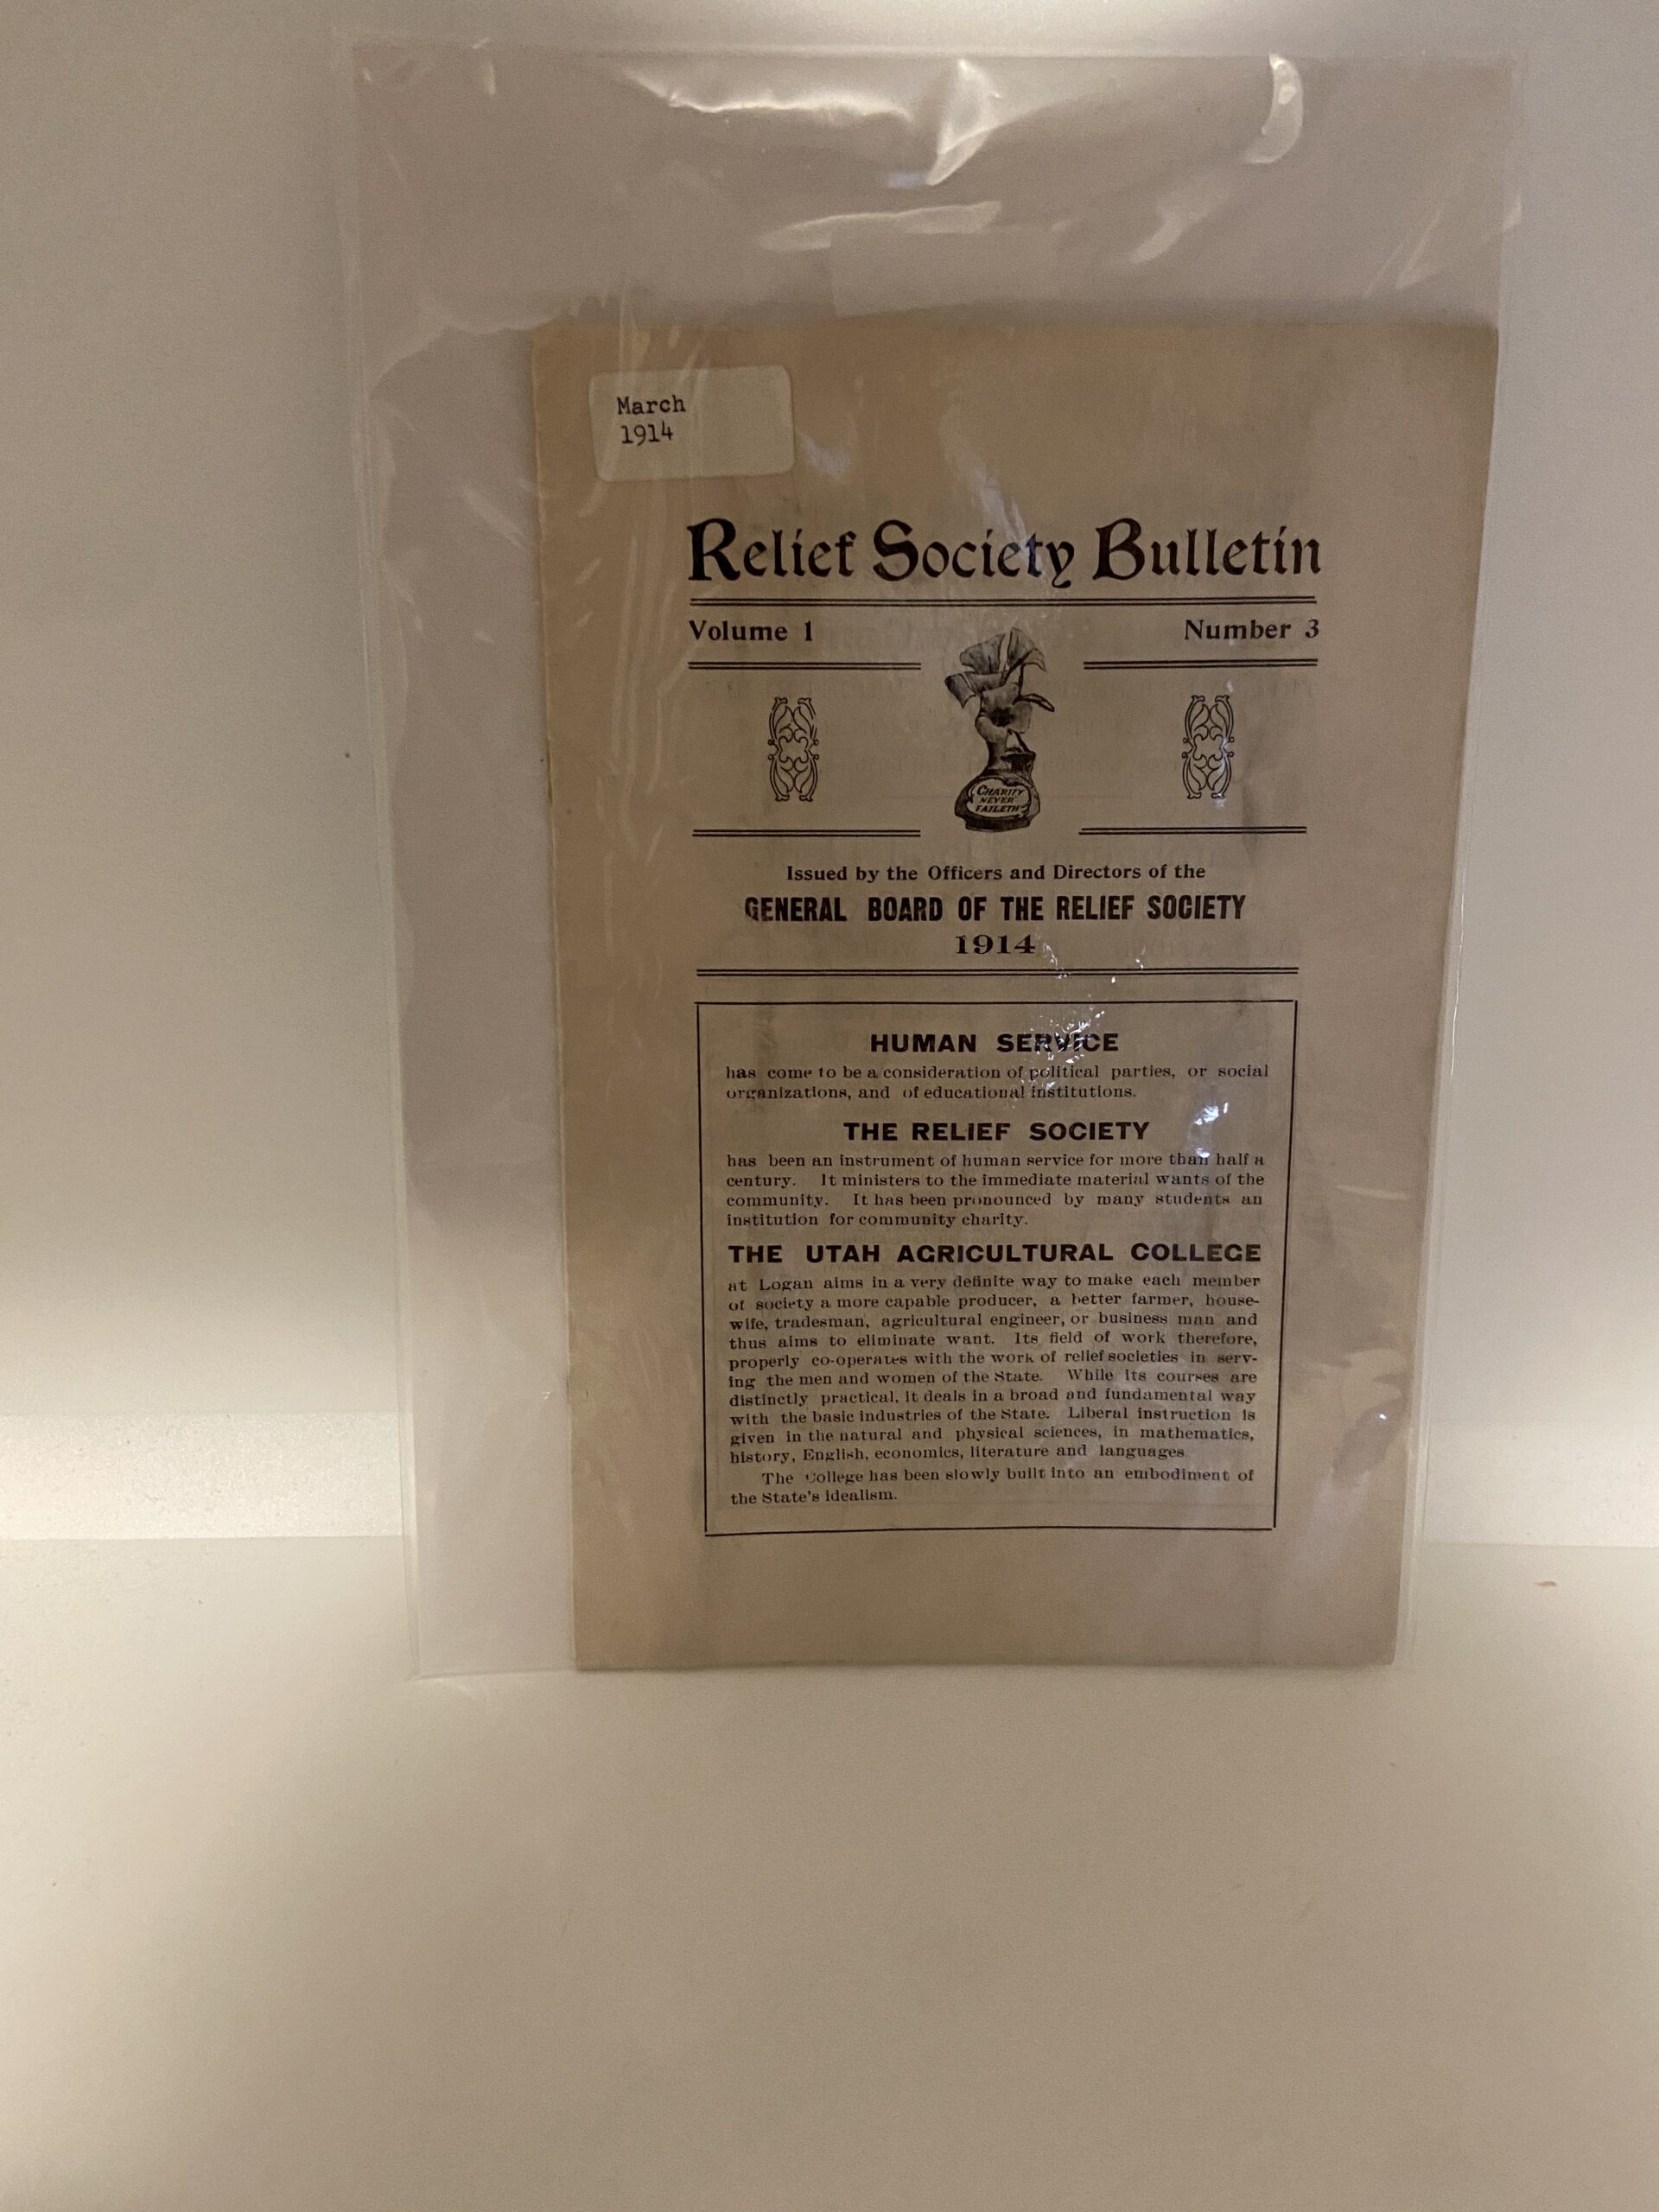 March
1914
Relief Society Bulletin
Volume 1 Number 3
CHARITY
NEVER
FAILETH
Issued by the Officers and Directors of the
GENERAL BOARD OF THE RELIEF SOCIETY
1914
HUMAN SERVICE
has come to be a consideration of political parties, or social
organizations, and of educational institutions.
THE RELIEF SOCIETY
has been an instrument of human service for more than half a
century. It ministers to the immediate material wants of the
community. It has been pronounced by many students an
institution for community charity.
THE UTAH AGRICULTURAL COLLEGE
at Logan aims in a very definite way to make each member
of society a more capable producer, a better farmer, house-
wife, tradesman, agricultural engineer, or business man and
thus aims to eliminate want. Its field of work therefore,
properly co-operates with the work of relief societies in serv-
ing the men and women of the State. While its courses are
distinctly practical, it deals in a broad and fundamental way
with the basic industries of the State. Liberal instruction is
given in the natural and physical sciences, in mathematics,
history, English, economics, literature and languages
The College has been slowly built into an embodiment of
the State's idealism.